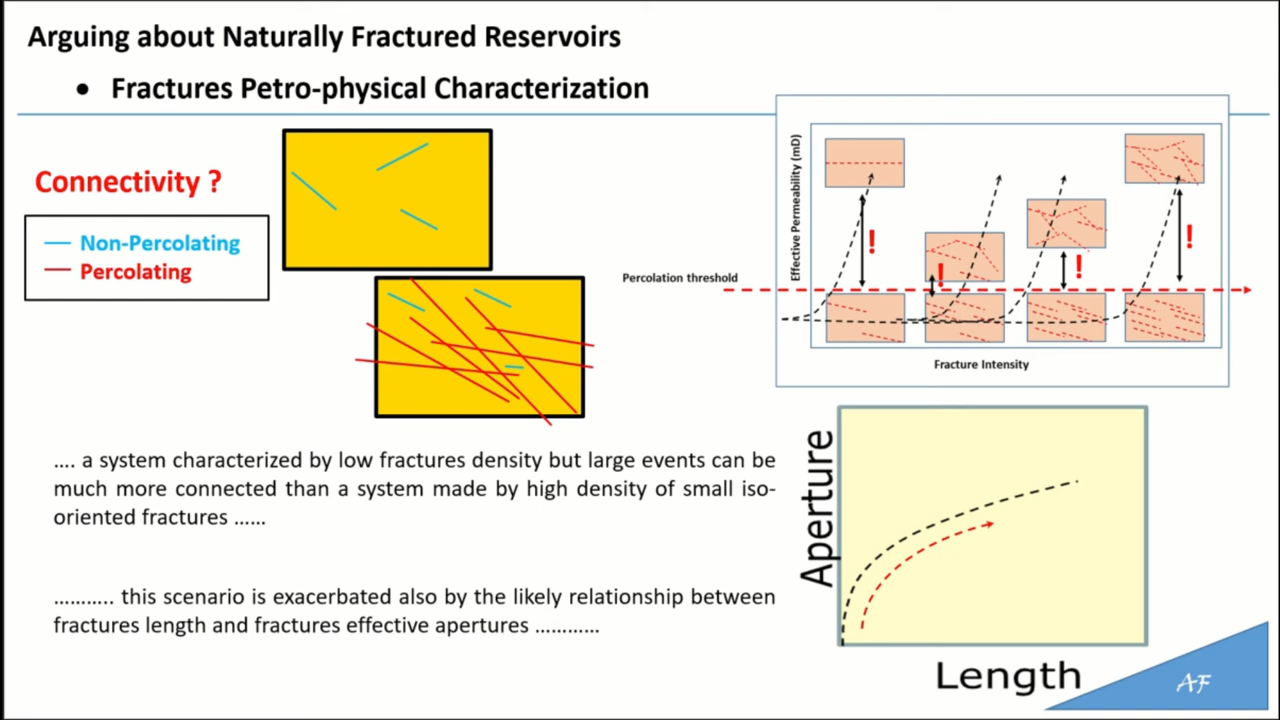 Arguing about Naturally Fractured Reservoirs
• Fractures Petro-physical Characterization
Connectivity ?
Non-Percolating
Percolating
Effective Permeability (mD)
!
!
!
!
Percolation threshold
Fracture Intensity
.... a system characterized by low fractures density but large events can be
much more connected than a system made by high density of small iso-
oriented fractures ......
........... this scenario is exacerbated also by the likely relationship between
fractures length and fractures effective apertures ............
Aperture
Length
AF